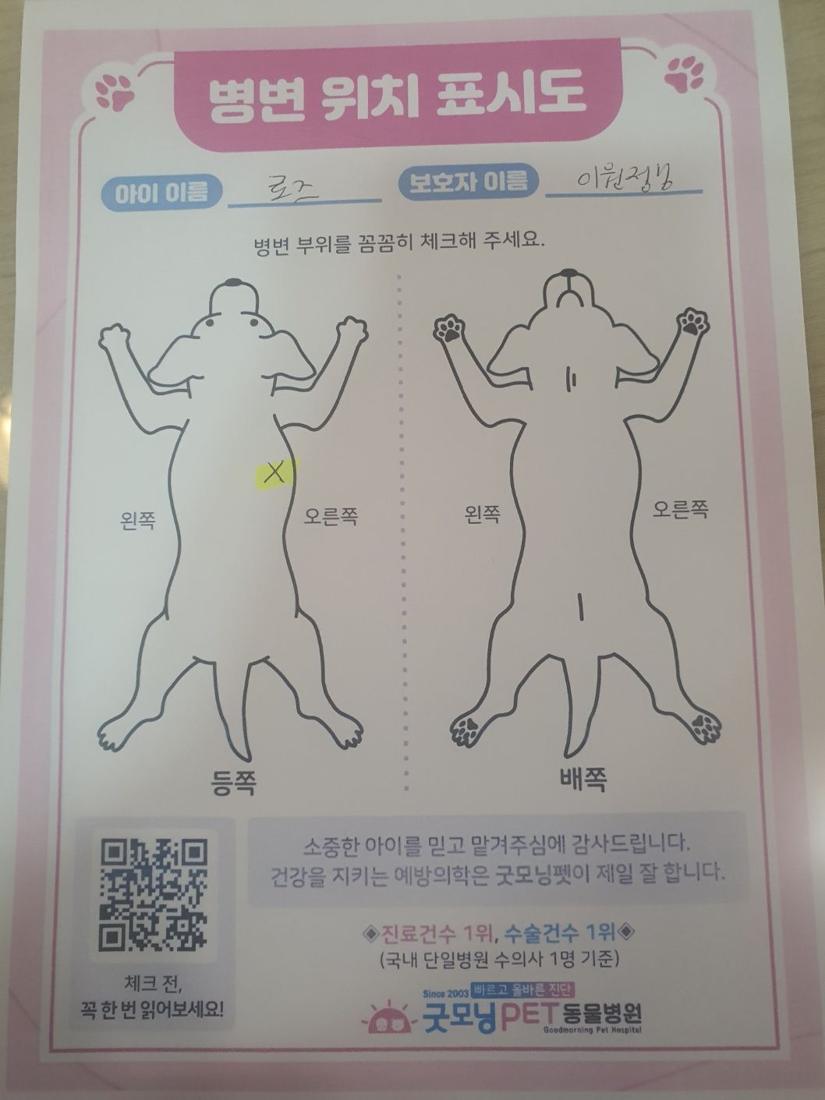 병변 위치 표시도
아이 이름 로즈 보호자 이름
병변 부위를 꼼꼼히 체크해 주세요.
X
왼쪽 오른쪽 왼쪽 오른쪽
등쪽 배쪽
소중한 아이를 믿고 맡겨주심에 감사드립니다.
건강을 지키는 예방의학은 굿모닝펫이 제일 잘 합니다.
◈진료건수 1위, 수술건수 1위◈
(국내 단일병원 수의사 1명 기준)
체크 전,
꼭 한 번 읽어보세요!
Since 2003 빠르고 올바른 진단
굿모닝PET동물병원
Goodmorning Pet Hospital